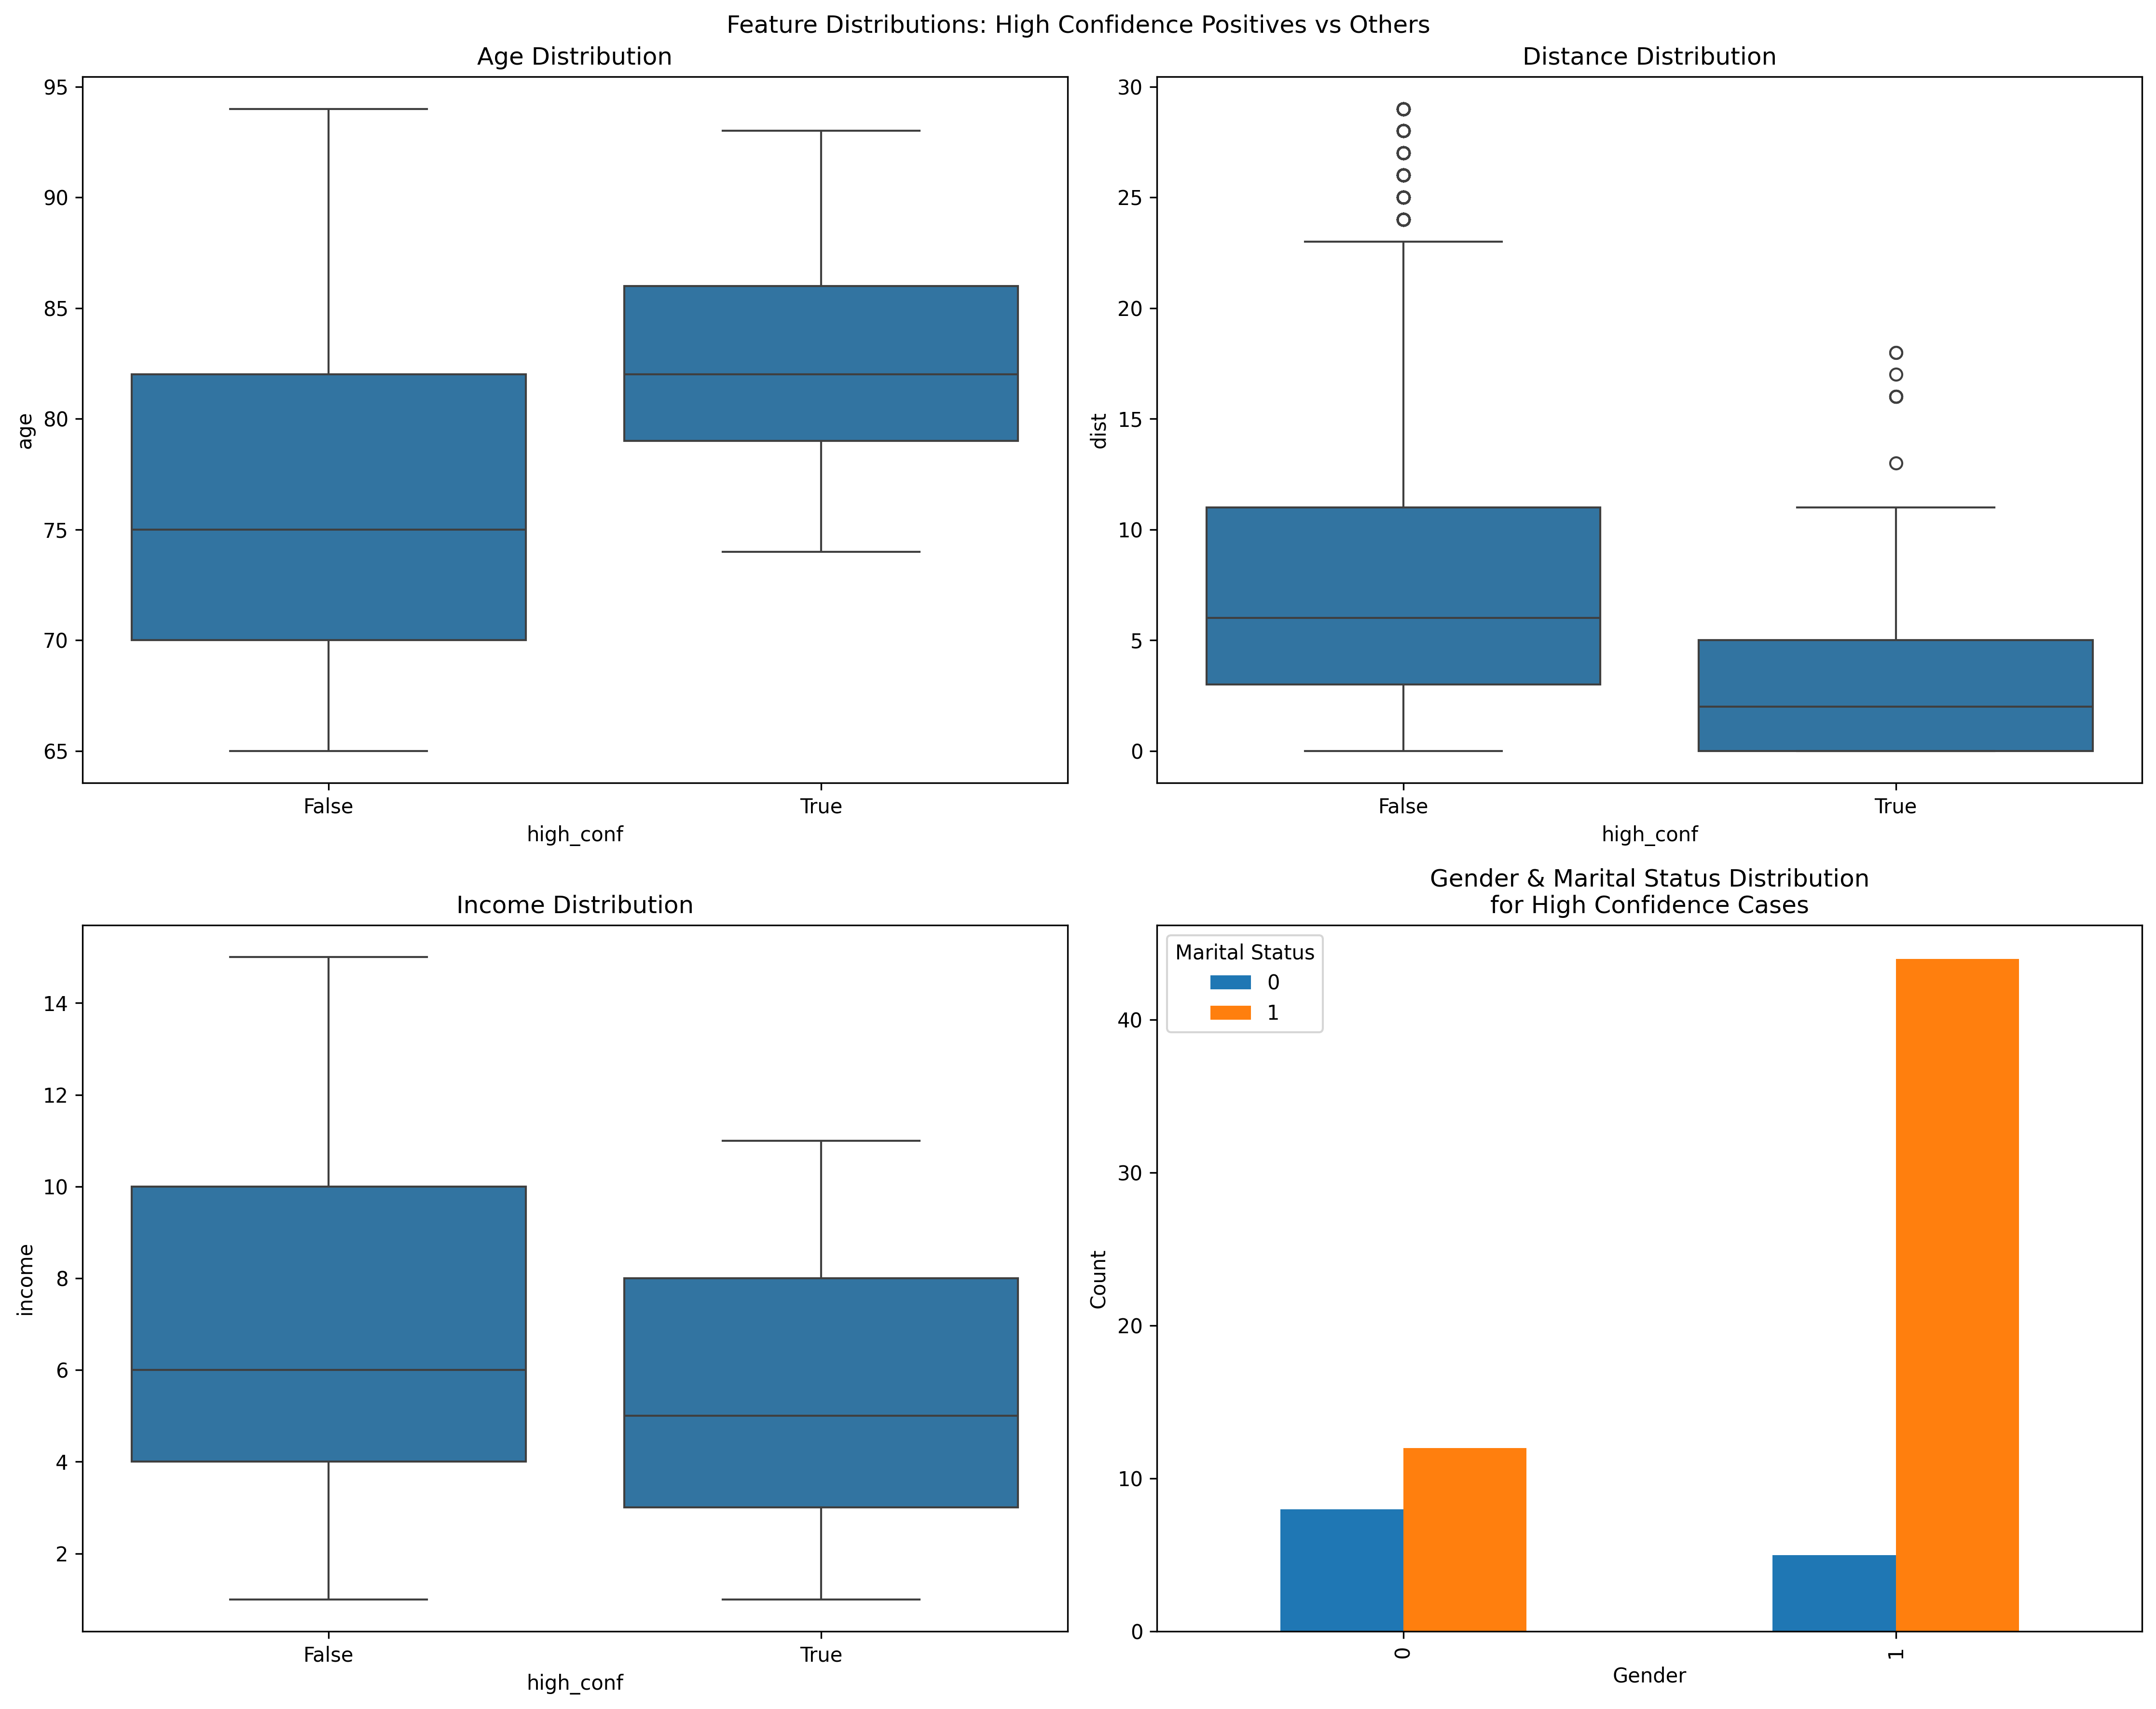 Feature Distributions: High Confidence Positives vs Others
Age Distribution
95
90
85
80
75
70
65
age
False
True
high_conf
Distance Distribution
30
25
20
15
10
5
0
dist
False
True
high_conf
Income Distribution
14
12
10
8
6
4
2
income
False
True
high_conf
Gender & Marital Status Distribution
for High Confidence Cases
Marital Status
0
1
40
30
20
10
0
Count
0
1
Gender